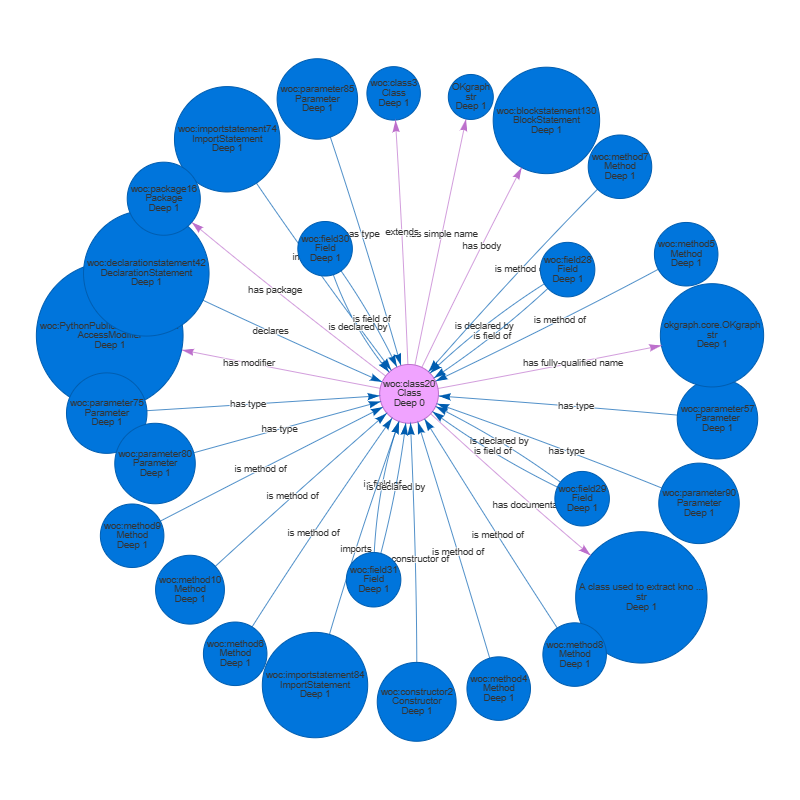 woc:parameter85
Parameter
Deep 1
woc:class3
Class
Deep 1
OKgraph
str
Deep 1
woc:blockstatement130
BlockStatement
Deep 1
woc:importstatement74
ImportStatement
Deep 1
woc:method7
Method
Deep 1
woc:package16
Package
Deep 1
woc:field30
Field
Deep 1
has type
extends
has simple name
has body
is method
woc:field28
Field
Deep 1
woc:method5
Method
Deep 1
woc:declarationstatement42
DeclarationStatement
Deep 1
has package
is field of
is declared by
is declared by
is field of
is method of
woc:PythonPubli
AccessModifier
Deep 1
declares
okgraph.core.OKgraph
str
Deep 1
has modifier
has fully-qualified name
woc:class20
Class
Deep 0
woc:parameter75
Parameter
Deep 1
has type
has type
woc:parameter57
Parameter
Deep 1
woc:parameter80
Parameter
Deep 1
has type
is declared by
is field of
has type
is method of
is field of
is declared by
has documenta
woc:field29
Field
Deep 1
woc:parameter90
Parameter
Deep 1
is method of
woc:method9
Method
Deep 1
is method of
is method of
imports
constructor of
is method of
woc:method10
Method
Deep 1
woc:field31
Field
Deep 1
A class used to extract kno ...
str
Deep 1
woc:method6
Method
Deep 1
woc:method8
Method
Deep 1
woc:importstatement84
ImportStatement
Deep 1
woc:constructor2
Constructor
Deep 1
woc:method4
Method
Deep 1